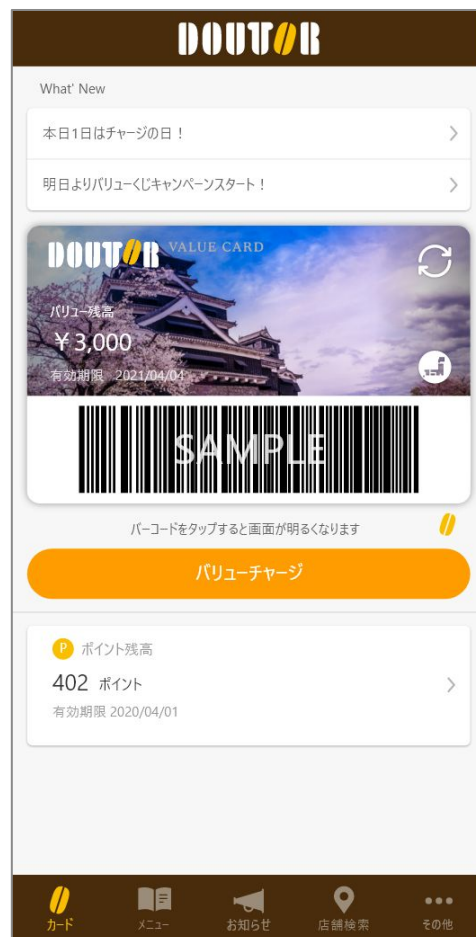 DOUTOR
What' New
本日1日はチャージの日！
明日よりバリューくじキャンペーンスタート！
DOUTOR VALUE CARD
バリュー残高
￥3,000
有効期限 2021/04/04
SAMPLE
バーコードをタップすると画面が明るくなります
バリューチャージ
P ポイント残高
402 ポイント
有効期限 2020/04/01
カード メニュー お知らせ 店舗検索 その他